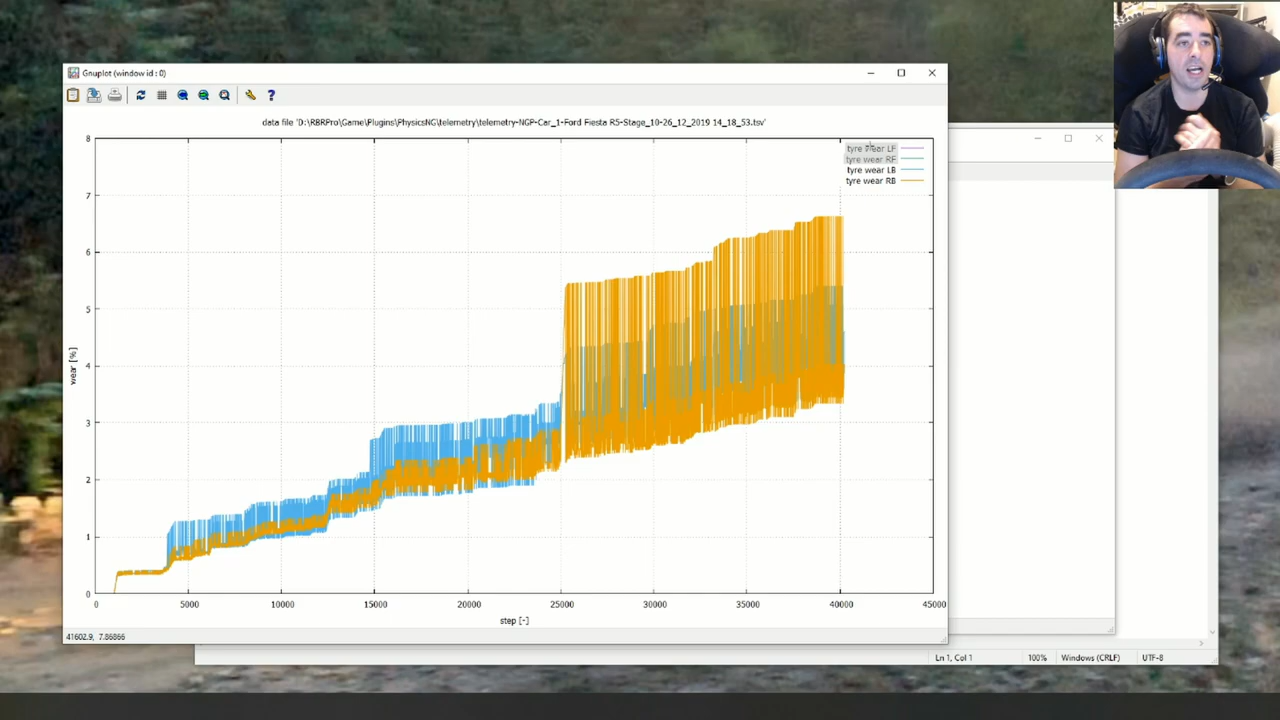 Gnuplot (window id : 0)
data file 'D:\RBRPro\Game\Plugins\PhysicsNG\telemetry\telemetry-NGP-Car_1-Ford Fiesta R5-Stage_10-26_12_2019 14_18_53.tsv'
tyre wear LF
tyre wear RF
tyre wear LB
tyre wear RB
8
7
6
5
4
3
2
1
0
wear [%]
0 5000 10000 15000 20000 25000 30000 35000 40000 45000
step [-]
41602.9, 7.86866
Ln 1, Col 1 100% Windows (CRLF) UTF-8